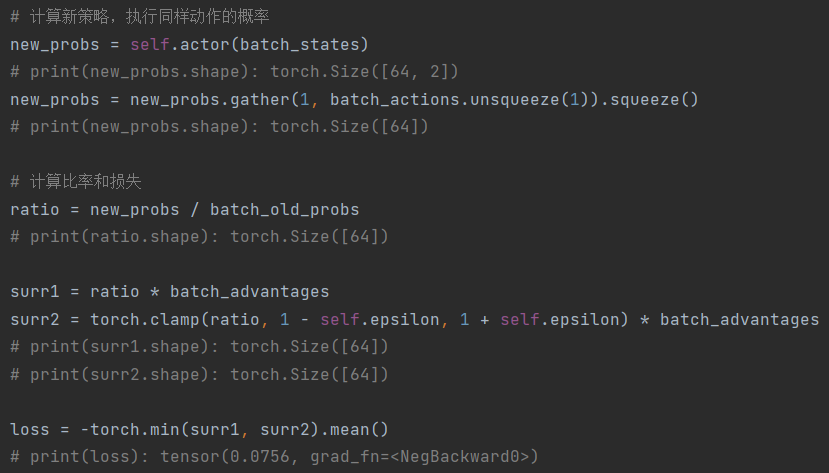 # 计算新策略，执行同样动作的概率
new_probs = self.actor(batch_states)
# print(new_probs.shape): torch.Size([64, 2])
new_probs = new_probs.gather(1, batch_actions.unsqueeze(1)).squeeze()
# print(new_probs.shape): torch.Size([64])
# 计算比率和损失
ratio = new_probs / batch_old_probs
# print(ratio.shape): torch.Size([64])
surr1 = ratio * batch_advantages
surr2 = torch.clamp(ratio, 1 - self.epsilon, 1 + self.epsilon) * batch_advantages
# print(surr1.shape): torch.Size([64])
# print(surr2.shape): torch.Size([64])
loss = -torch.min(surr1, surr2).mean()
# print(loss): tensor(0.0756, grad_fn=<NegBackward0>)